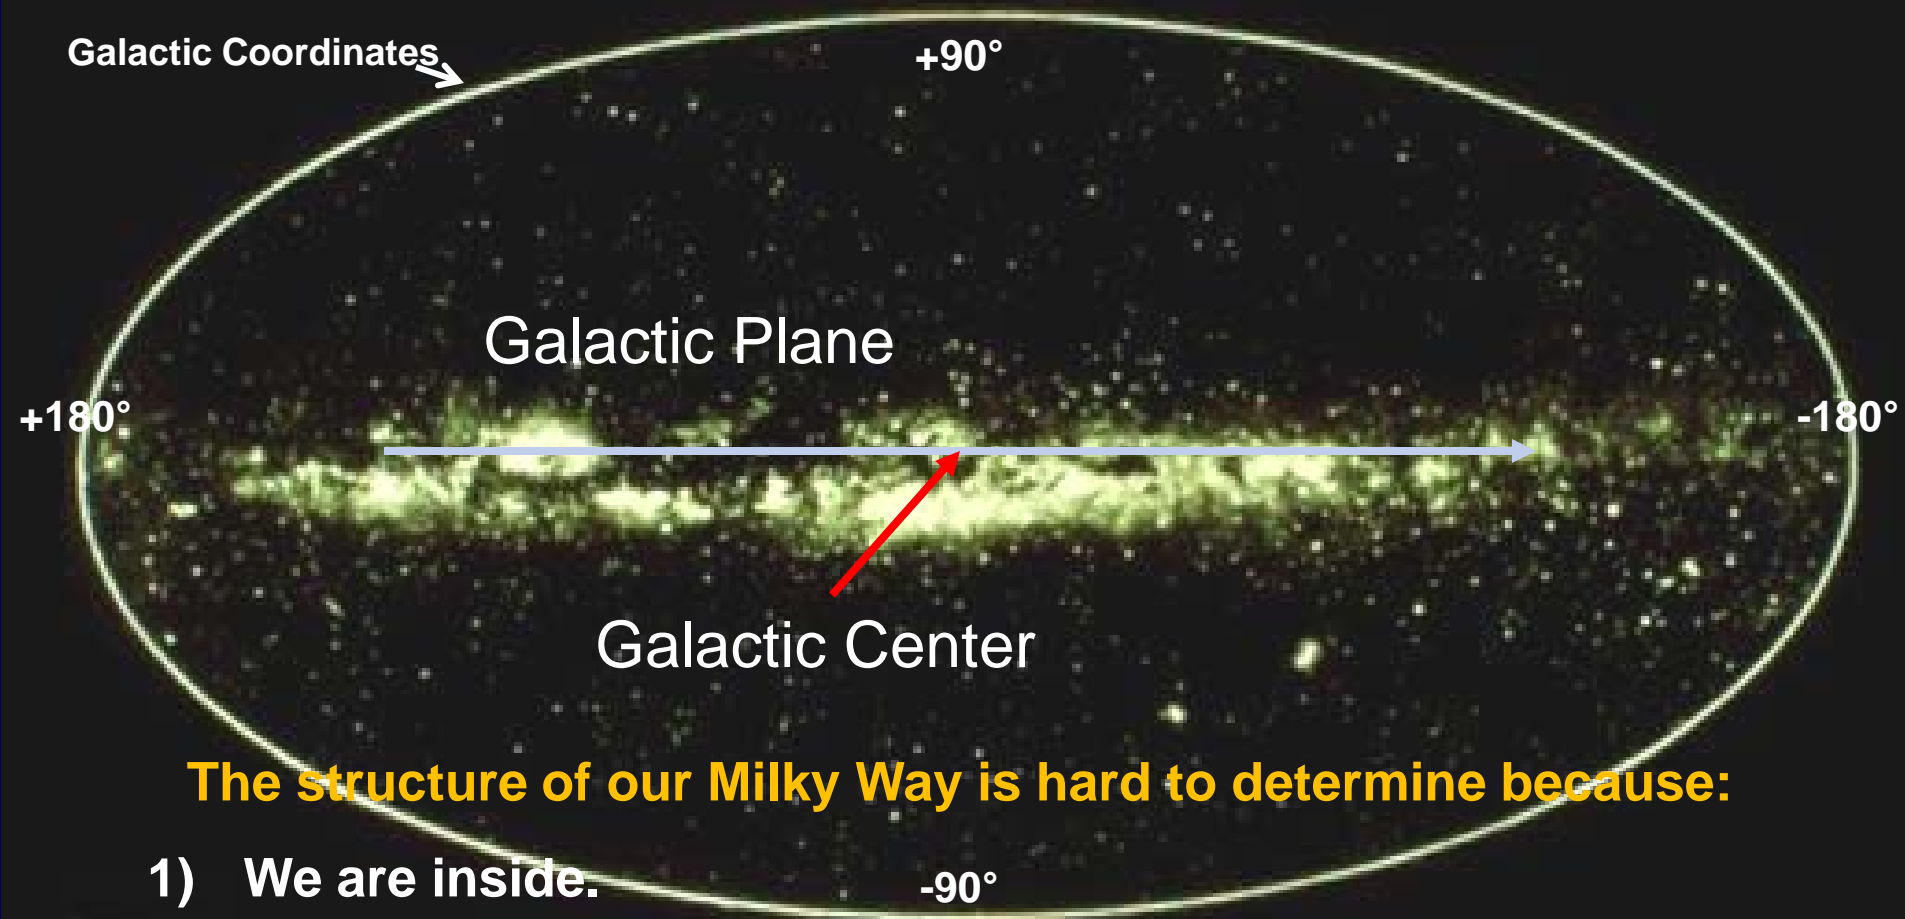 Galactic Coordinates
+90°
Galactic Plane
+180°
-180°
Galactic Center
The structure of our Milky Way is hard to determine because:
1) We are inside.
-90°